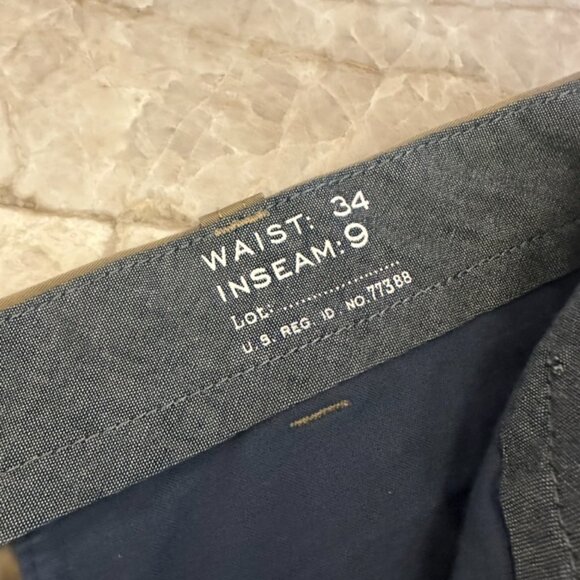 WAIST: 34
INSEAM: 9
Lot: ....................
U.S. REG. ID NO. 77388